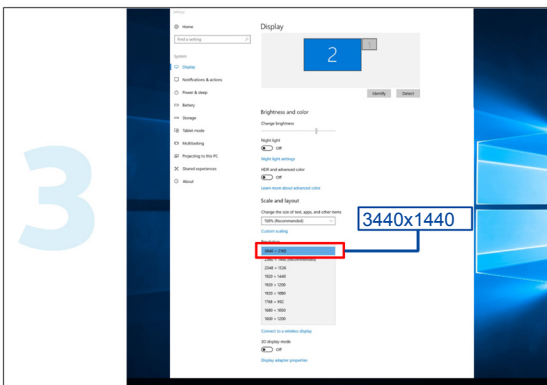 3
Settings
Home
Find a setting
System
Display
Notifications & actions
Power & sleep
Battery
Storage
Tablet mode
Multitasking
Projecting to this PC
Shared experiences
About
Display
2
1
Identify
Detect
Brightness and color
Change brightness
Night light
Off
Night light settings
HDR and advanced color
Off
Learn more about advanced color
Scale and layout
Change the size of text, apps, and other items
100% (Recommended)
Custom scaling
3840 × 2160
3440x1440
2048 × 1536
1920 × 1440
1920 × 1200
1920 × 1080
1768 × 992
1680 × 1050
1600 × 1200
Connect to a wireless display
3D display mode
Off
Display adapter properties